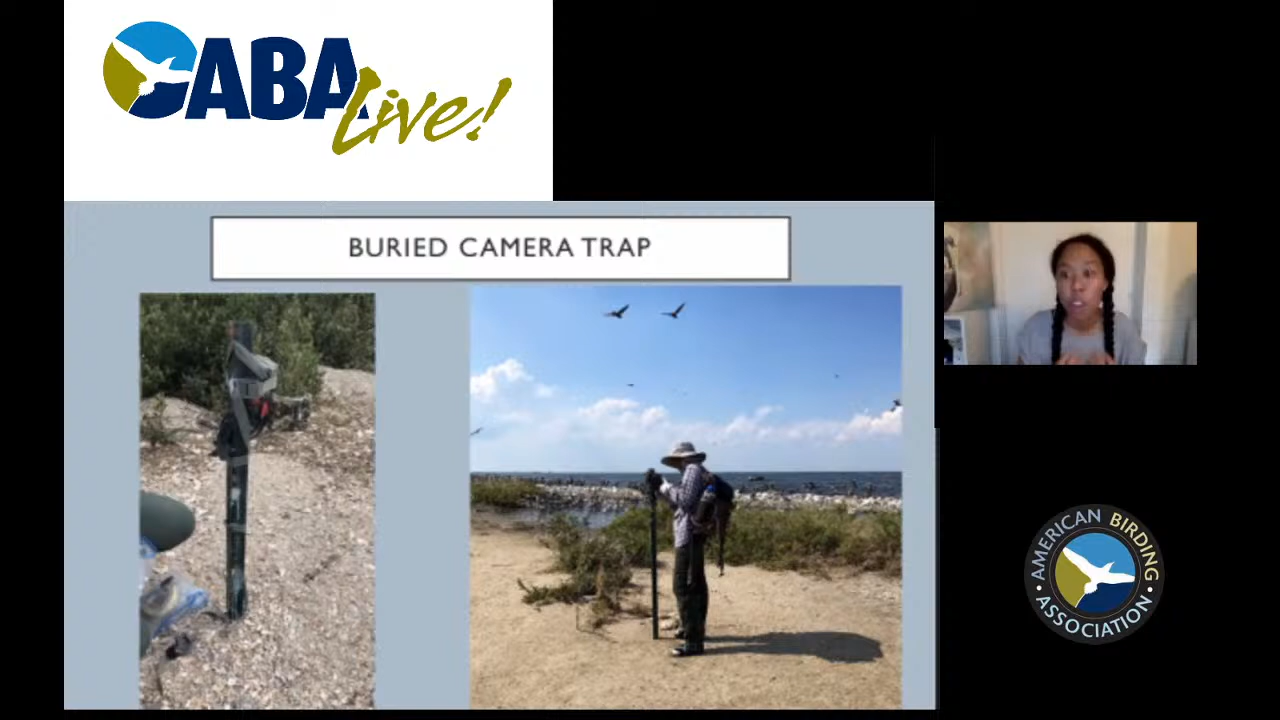 ABA Live!
BURIED CAMERA TRAP
• AMERICAN BIRDING
ASSOCIATION •